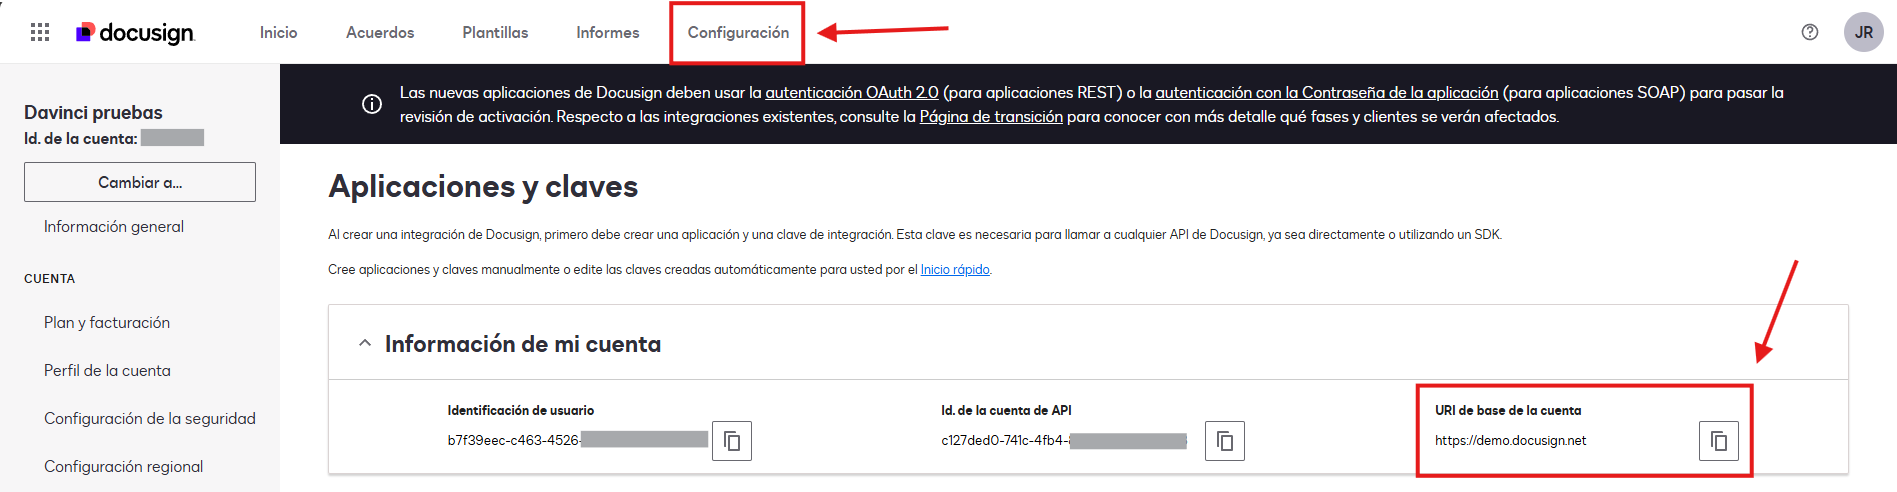 docusign
Inicio
Acuerdos
Plantillas
Informes
Configuración
JR
Davinci pruebas
Id. de la cuenta:
Cambiar a...
Información general
CUENTA
Plan y facturación
Perfil de la cuenta
Configuración de la seguridad
Configuración regional
Las nuevas aplicaciones de Docusign deben usar la autenticación OAuth 2.0 (para aplicaciones REST) o la autenticación con la Contraseña de la aplicación (para aplicaciones SOAP) para pasar la
revisión de activación. Respecto a las integraciones existentes, consulte la Página de transición para conocer con más detalle qué fases y clientes se verán afectados.
Aplicaciones y claves
Al crear una integración de Docusign, primero debe crear una aplicación y una clave de integración. Esta clave es necesaria para llamar a cualquier API de Docusign, ya sea directamente o utilizando un SDK.
Cree aplicaciones y claves manualmente o edite las claves creadas automáticamente para usted por el Inicio rápido.
Información de mi cuenta
Identificación de usuario
b7f39eec-c463-4526-
Id. de la cuenta de API
c127ded0-741c-4fb4-
URI de base de la cuenta
https://demo.docusign.net